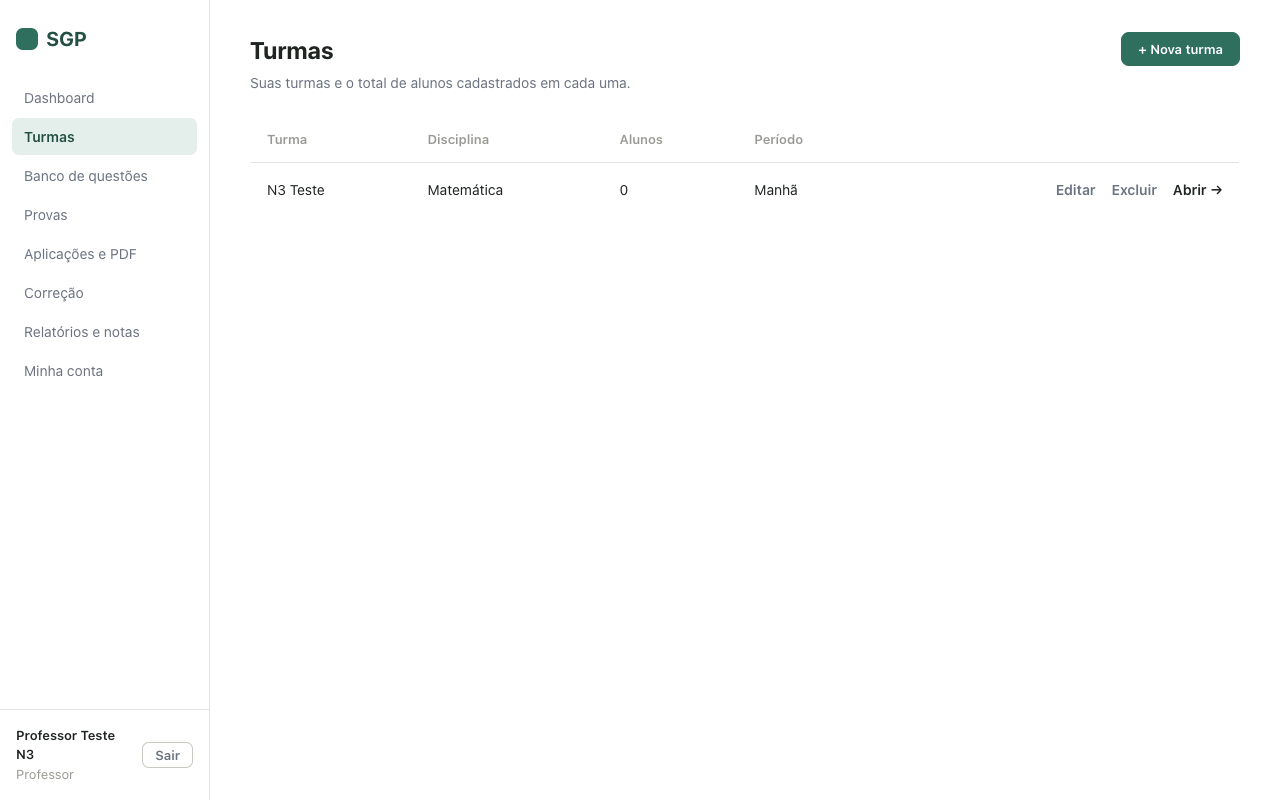 SGP
Dashboard
Turmas
Banco de questões
Provas
Aplicações e PDF
Correção
Relatórios e notas
Minha conta
Professor Teste
N3
Professor
Sair
Turmas
Suas turmas e o total de alunos cadastrados em cada uma.
+ Nova turma
Turma Disciplina Alunos Período
N3 Teste Matemática 0 Manhã Editar Excluir Abrir →